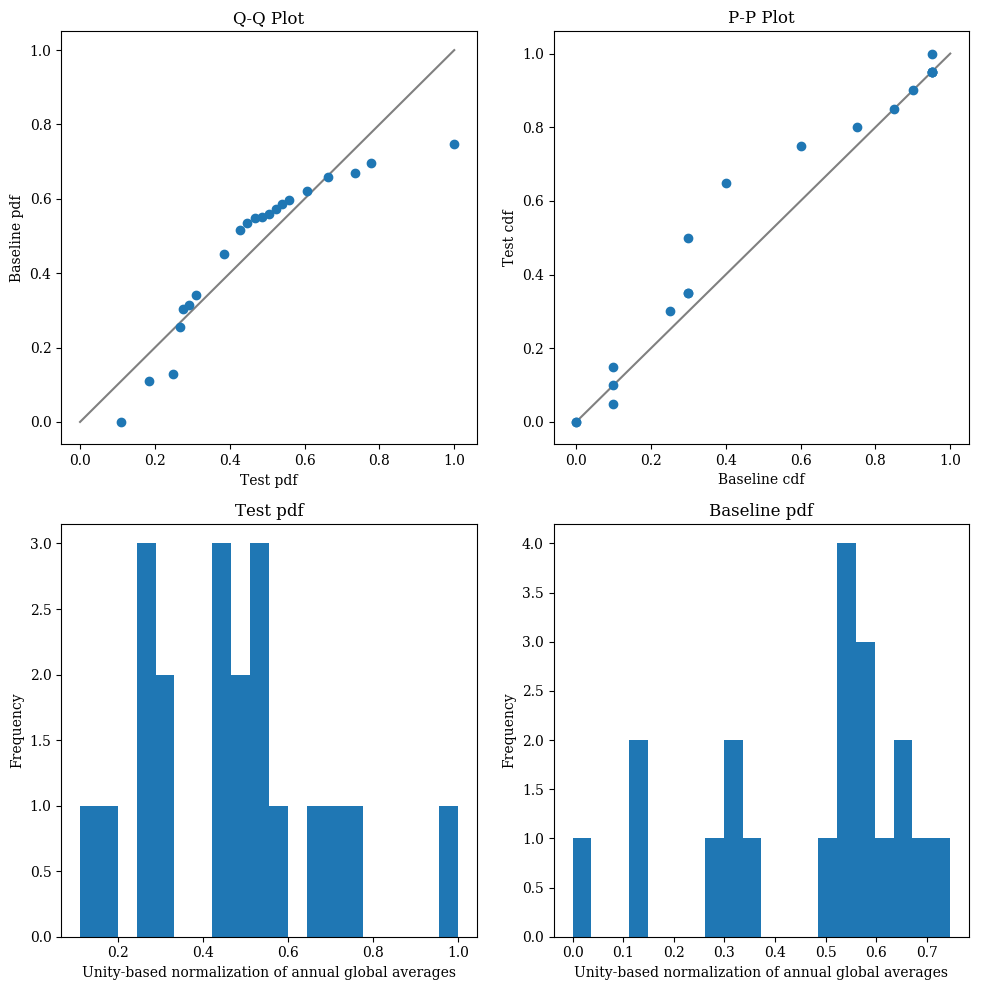 Q-Q Plot
1.0
0.8
0.6
0.4
0.2
0.0
Baseline pdf
0.0 0.2 0.4 0.6 0.8 1.0
Test pdf
P-P Plot
1.0
0.8
0.6
0.4
0.2
0.0
Test cdf
0.0 0.2 0.4 0.6 0.8 1.0
Baseline cdf
Test pdf
3.0
2.5
2.0
1.5
1.0
0.5
0.0
Frequency
0.2 0.4 0.6 0.8 1.0
Unity-based normalization of annual global averages
Baseline pdf
4.0
3.5
3.0
2.5
2.0
1.5
1.0
0.5
0.0
Frequency
0.0 0.1 0.2 0.3 0.4 0.5 0.6 0.7
Unity-based normalization of annual global averages